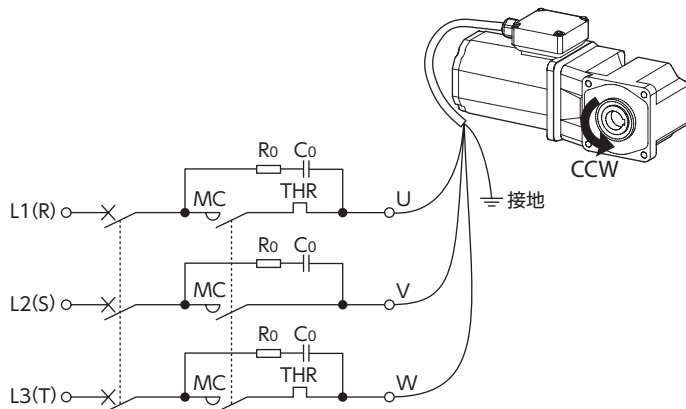 CCW
接地
R0 C0
MC THR
L1(R) U
R0 C0
MC
L2(S) V
R0 C0
MC THR
L3(T) W